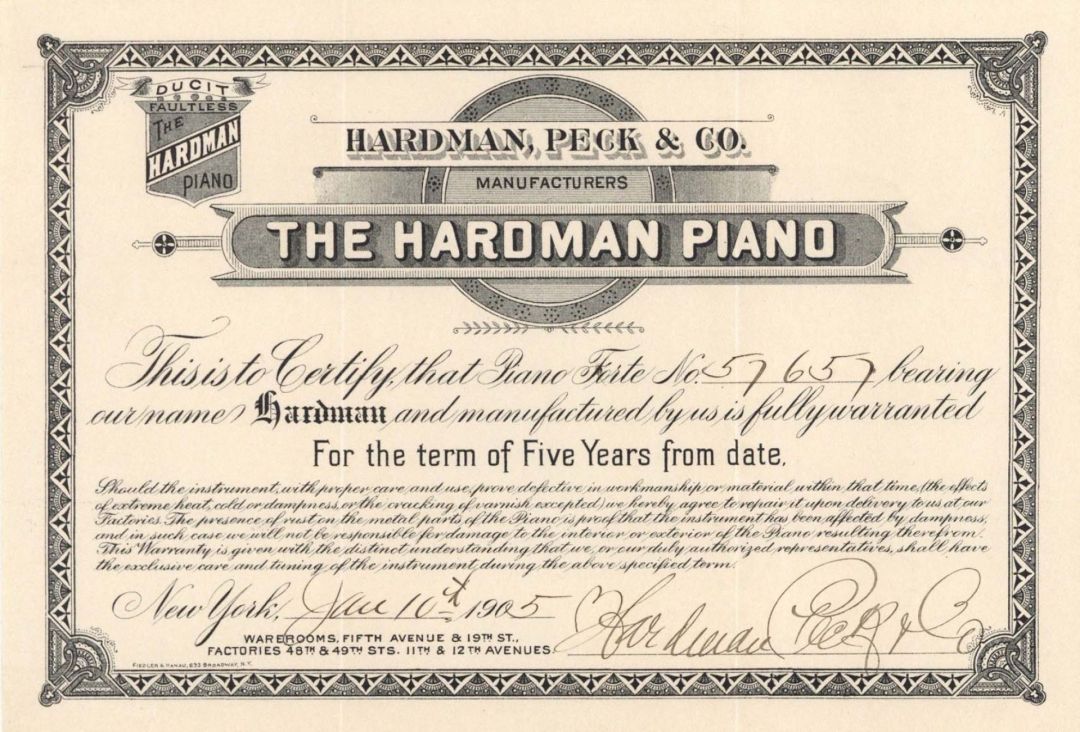 DUCIT
FAULTLESS
THE
HARDMAN
PIANO
HARDMAN, PECK & CO.
MANUFACTURERS
THE HARDMAN PIANO
This is to Certify, that Piano Forte No. 57657 bearing
our name Hardman and manufactured by us is fully warranted
For the term of Five Years from date.
Should the instrument, with proper care and use, prove defective in workmanship or material within that time, (the effects
of extreme heat, cold or dampness, or the cracking of varnish excepted) we hereby agree to repair it upon delivery to us at our
Factories. The presence of rust on the metal parts of the Piano is proof that the instrument has been affected by dampness,
and in such case we will not be responsible for damage to the interior or exterior of the Piano resulting therefrom.
This Warranty is given with the distinct understanding that we, or our duly authorized representatives, shall have
the exclusive care and tuning of the instrument during the above specified term.
New York, Jan 10th 1905
Hardman Peck & Co
WAREROOMS, FIFTH AVENUE & 19TH ST.,
FACTORIES 48TH & 49TH STS. 11TH & 12TH AVENUES.
FIEDLER & HANAU, 693 BROADWAY, N.Y.